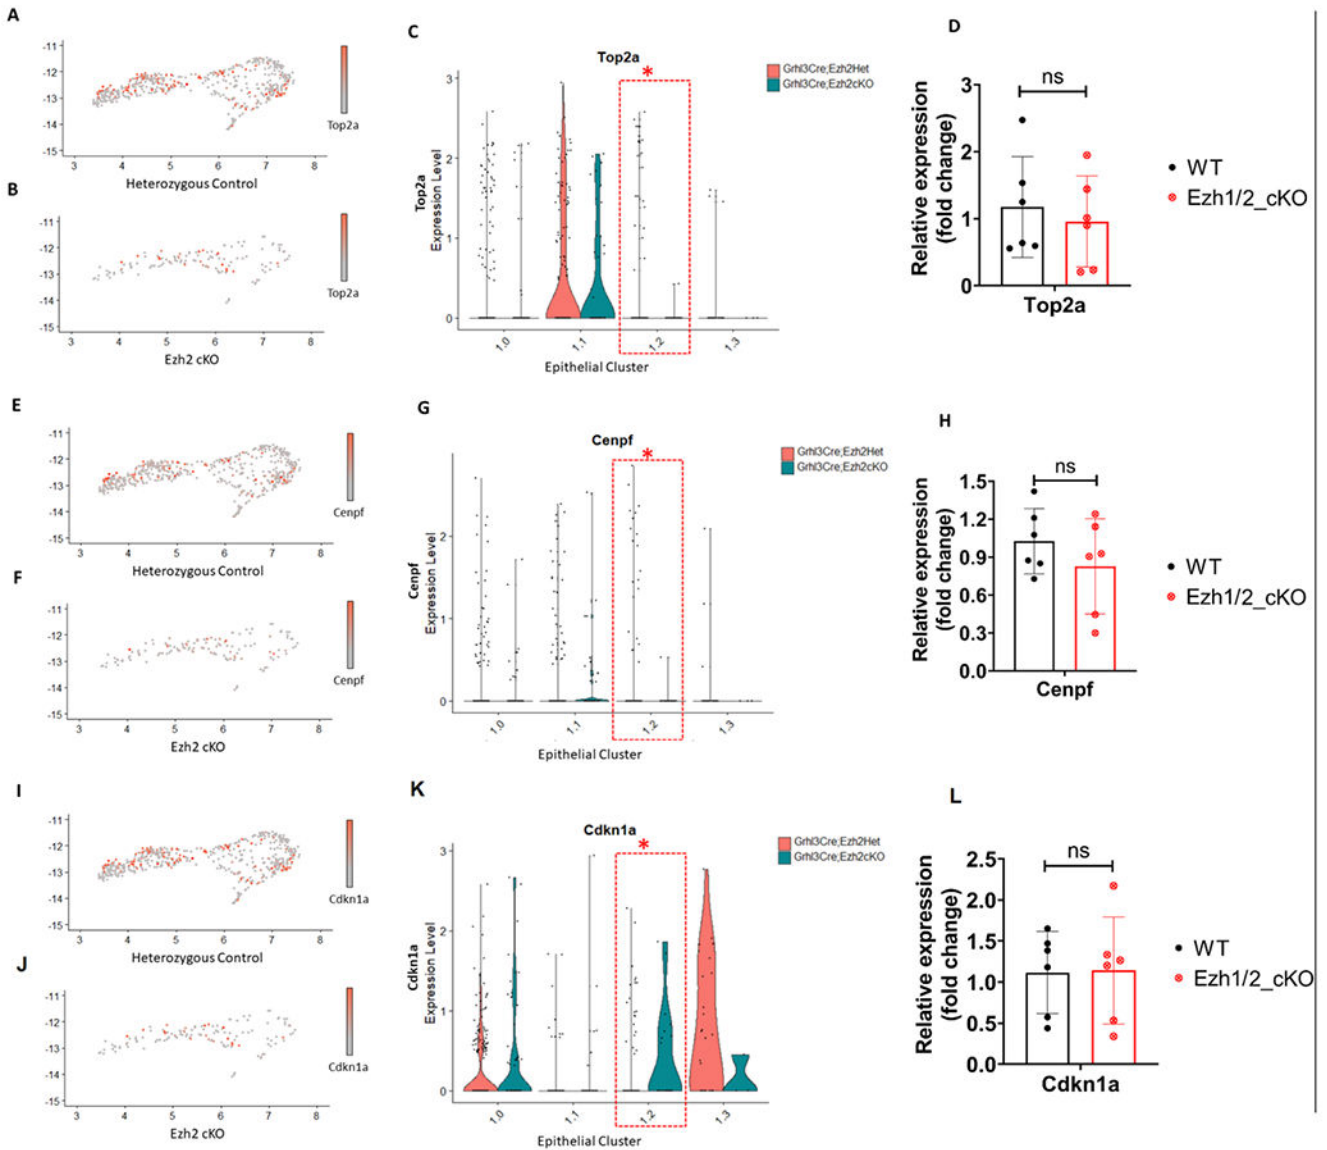 A
-11
-12
-13
-14
-15
3 4 5 6 7 8
Top2a
Heterozygous Control
B
-11
-12
-13
-14
-15
3 4 5 6 7 8
Top2a
Ezh2 cKO
C
Top2a
*
Grhl3Cre;Ezh2Het
Grhl3Cre;Ezh2cKO
3
2
1
0
Top2a
Expression Level
1.0 1.1 1.2 1.3
Epithelial Cluster
D
ns
3
2
1
0
Relative expression
(fold change)
Top2a
WT
Ezh1/2_cKO
E
-11
-12
-13
-14
-15
3 4 5 6 7 8
Cenpf
Heterozygous Control
F
-11
-12
-13
-14
-15
3 4 5 6 7 8
Cenpf
Ezh2 cKO
G
Cenpf
*
Grhl3Cre;Ezh2Het
Grhl3Cre;Ezh2cKO
2
1
0
Cenpf
Expression Level
1.0 1.1 1.2 1.3
Epithelial Cluster
H
ns
1.5
1.2
0.9
0.6
0.3
0.0
Relative expression
(fold change)
Cenpf
WT
Ezh1/2_cKO
I
-11
-12
-13
-14
-15
3 4 5 6 7 8
Cdkn1a
Heterozygous Control
J
-11
-12
-13
-14
-15
3 4 5 6 7 8
Cdkn1a
Ezh2 cKO
K
Cdkn1a
*
Grhl3Cre;Ezh2Het
Grhl3Cre;Ezh2cKO
3
2
1
0
Cdkn1a
Expression Level
1.0 1.1 1.2 1.3
Epithelial Cluster
L
ns
2.5
2.0
1.5
1.0
0.5
0.0
Relative expression
(fold change)
Cdkn1a
WT
Ezh1/2_cKO